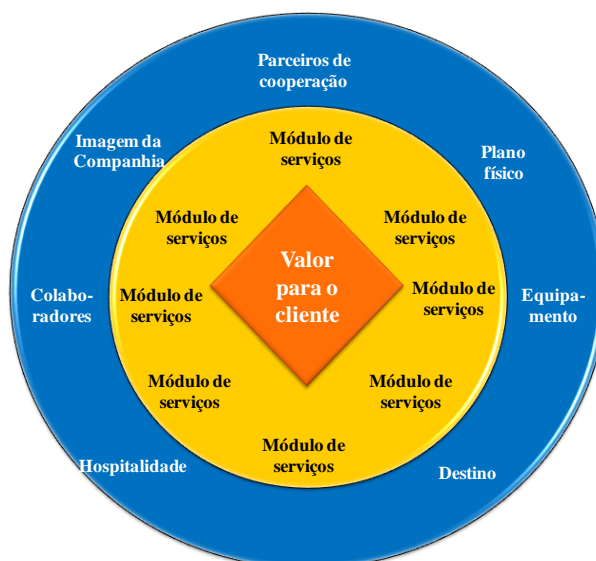 Parceiros de
cooperação
Imagem da
Companhia
Plano
físico
Colabo-
radores
Equipa-
mento
Hospitalidade
Destino
Módulo de
serviços
Módulo de
serviços
Módulo de
serviços
Módulo de
serviços
Módulo de
serviços
Módulo de
serviços
Módulo de
serviços
Módulo de
serviços
Valor
para o
cliente